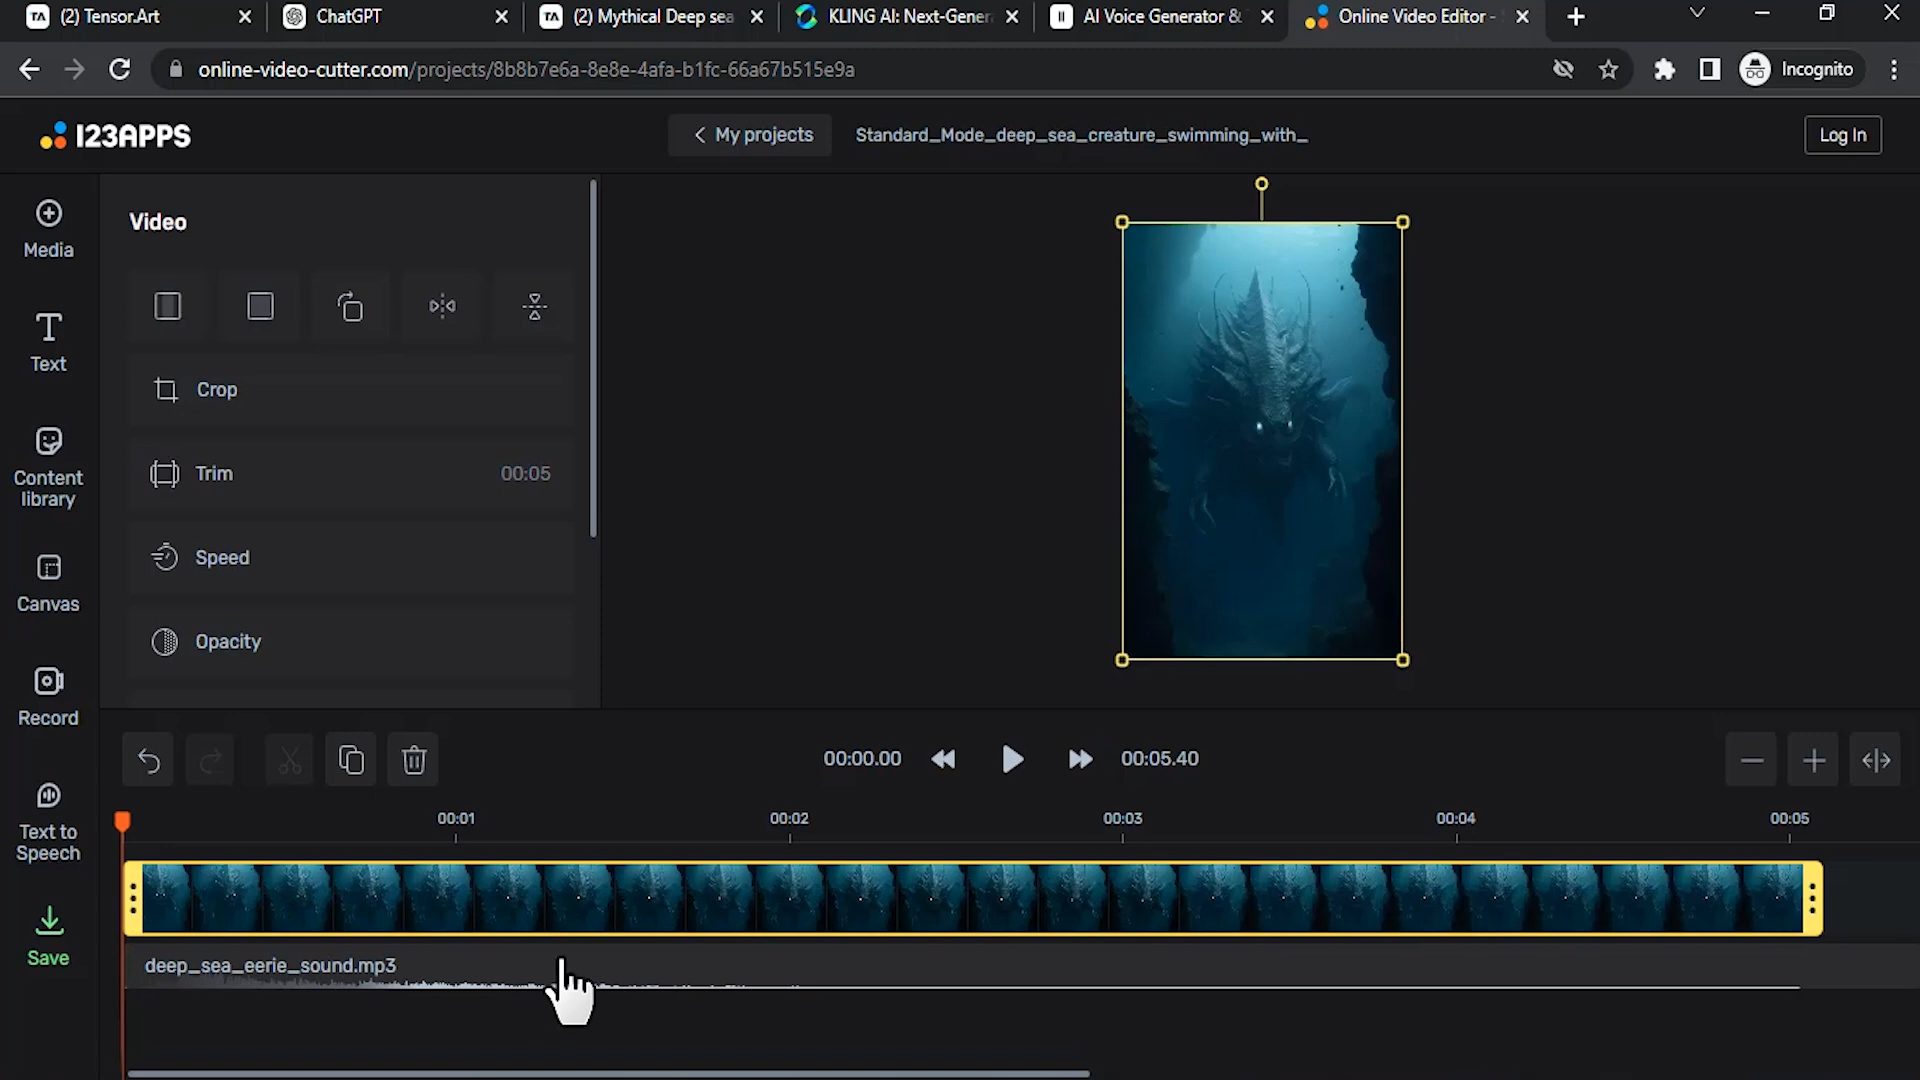 (2) Tensor.Art
ChatGPT
(2) Mythical Deep sea
KLING AI: Next-Gener
AI Voice Generator &
Online Video Editor -
online-video-cutter.com/projects/8b8b7e6a-8e8e-4afa-b1fc-66a67b515e9a
Incognito
123APPS
My projects
Standard_Mode_deep_sea_creature_swimming_with_
Log In
Media
Text
Content
library
Canvas
Record
Text to
Speech
Save
Video
Crop
Trim
00:05
Speed
Opacity
00:00.00
00:05.40
00:01
00:02
00:03
00:04
00:05
deep_sea_eerie_sound.mp3